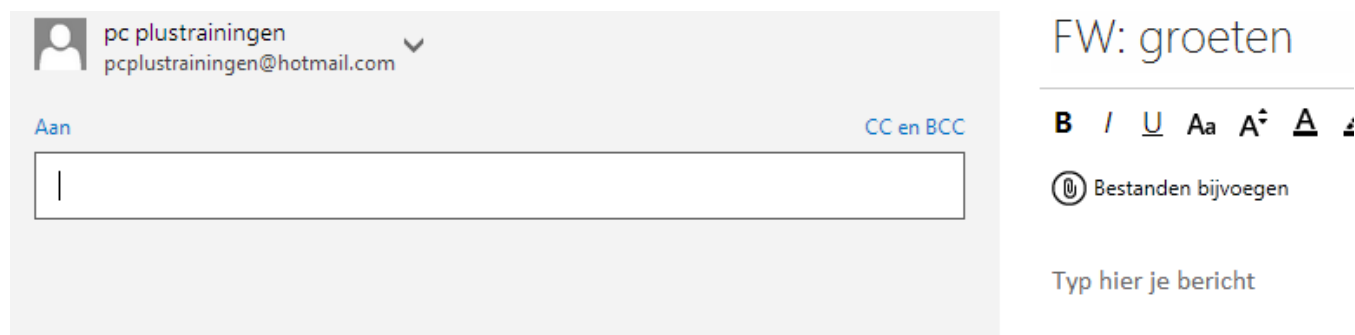 pc plustrainingen
pcplustrainingen@hotmail.com
Aan
CC en BCC
FW: groeten
B I U Aa A A
Bestanden bijvoegen
Typ hier je bericht